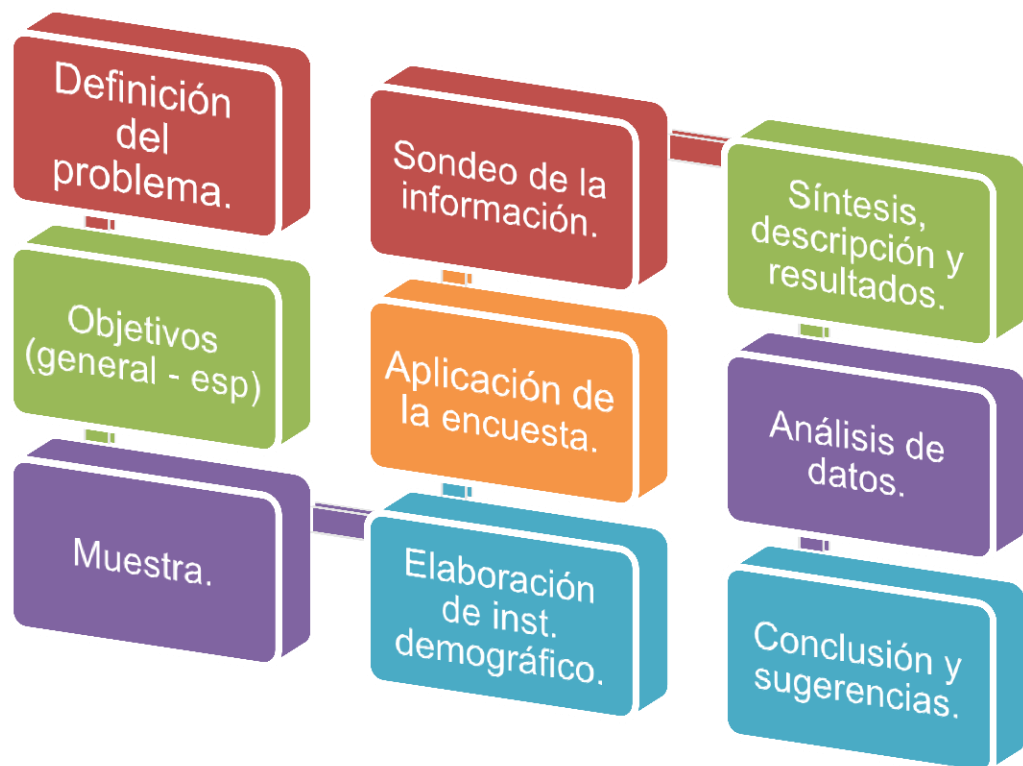 Definición
del
problema.
Objetivos
(general - esp)
Muestra.
Elaboración
de inst.
demográfico.
Aplicación de
la encuesta.
Sondeo de la
información.
Síntesis,
descripción y
resultados.
Análisis de
datos.
Conclusión y
sugerencias.